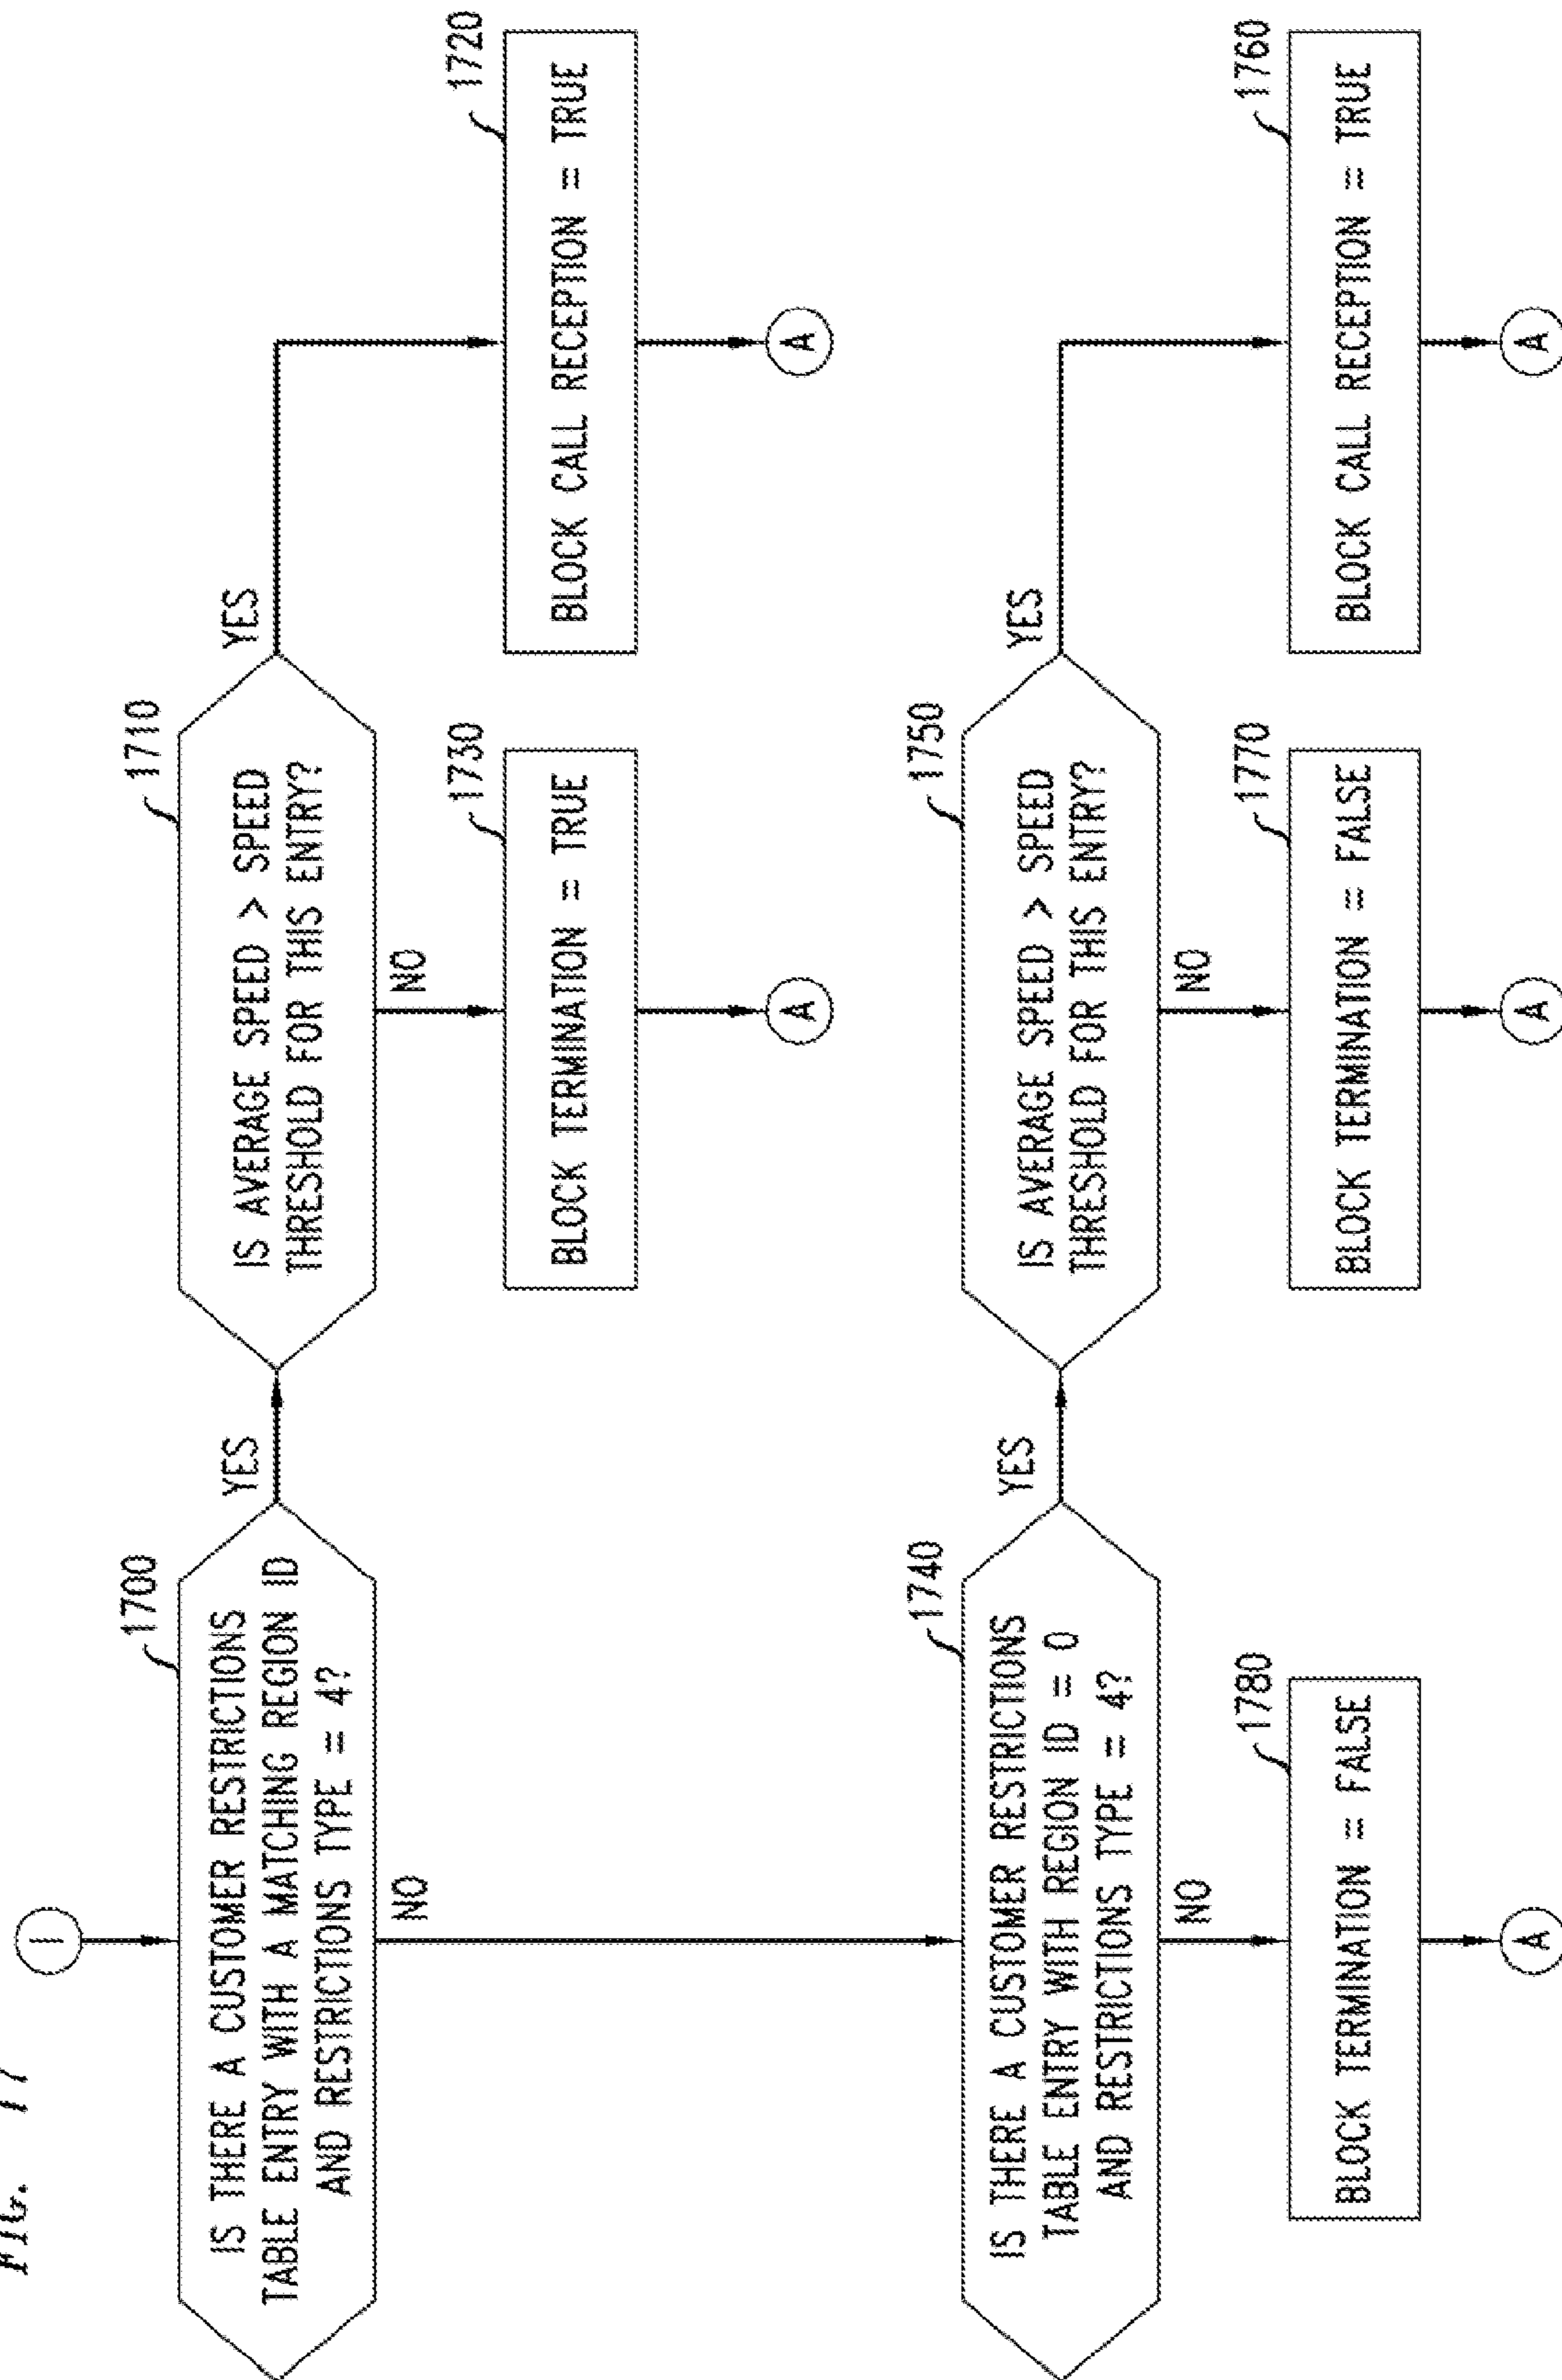 FIG. 17
I
1700
IS THERE A CUSTOMER RESTRICTIONS
TABLE ENTRY WITH A MATCHING REGION ID
AND RESTRICTIONS TYPE = 4?
YES
NO
1710
IS AVERAGE SPEED > SPEED
THRESHOLD FOR THIS ENTRY?
YES
NO
1730
BLOCK TERMINATION = TRUE
A
1720
BLOCK CALL RECEPTION = TRUE
A
1740
IS THERE A CUSTOMER RESTRICTIONS
TABLE ENTRY WITH REGION ID = 0
AND RESTRICTIONS TYPE = 4?
YES
NO
1750
IS AVERAGE SPEED > SPEED
THRESHOLD FOR THIS ENTRY?
YES
NO
1780
BLOCK TERMINATION = FALSE
A
1770
BLOCK TERMINATION = FALSE
A
1760
BLOCK CALL RECEPTION = TRUE
A